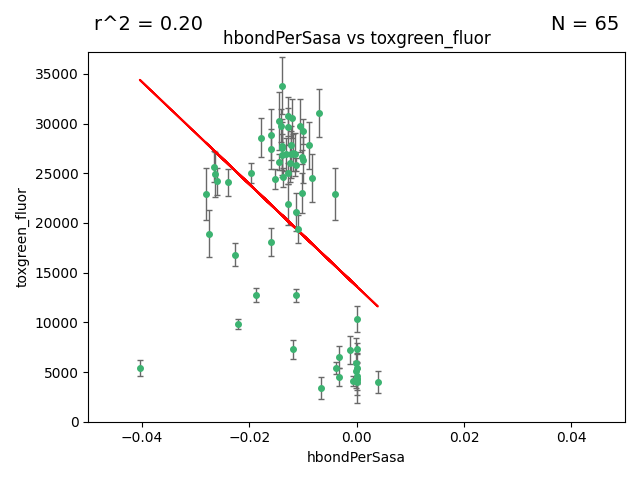 r^2 = 0.20
N = 65
hbondPerSasa vs toxgreen_fluor
35000
30000
25000
20000
15000
10000
5000
0
toxgreen_fluor
−0.04
−0.02
0.00
0.02
0.04
hbondPerSasa